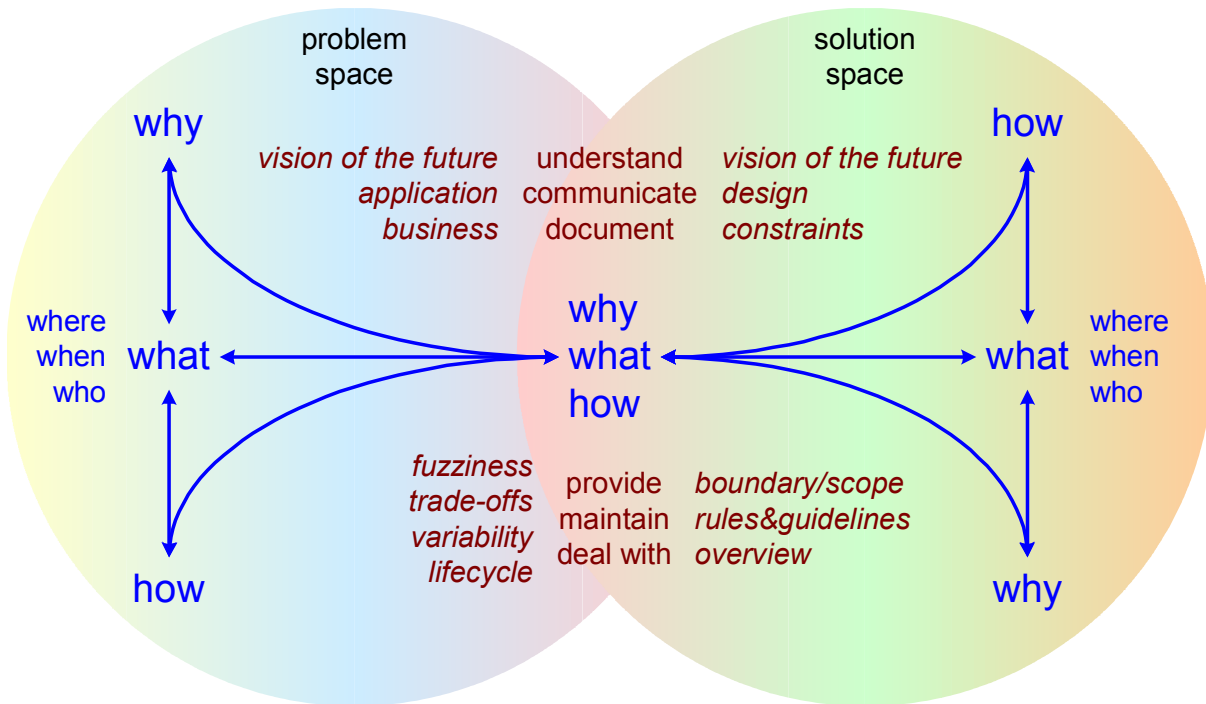 problem
space
solution
space
why
how
vision of the future
application
business
understand
communicate
document
vision of the future
design
constraints
where
when
who
what
why
what
how
what
where
when
who
fuzziness
trade-offs
variability
lifecycle
provide
maintain
deal with
boundary/scope
rules&guidelines
overview
how
why